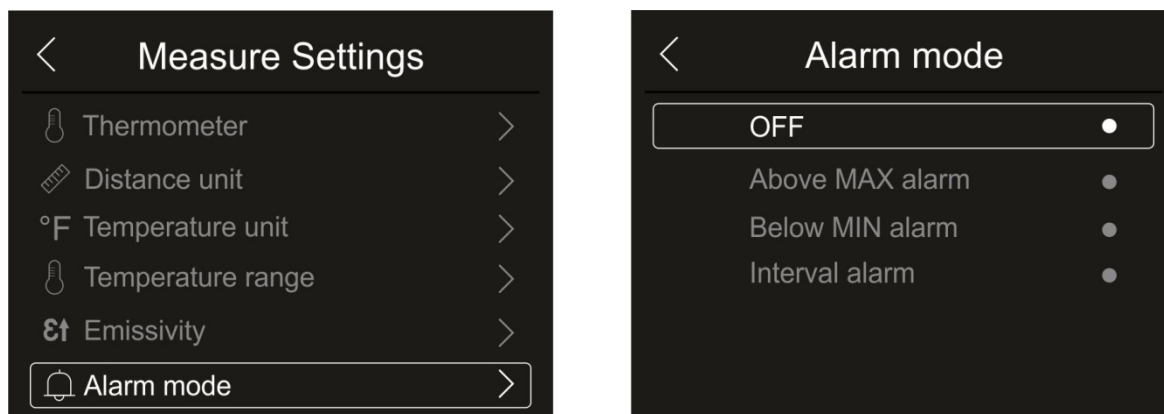 Measure Settings
Thermometer
Distance unit
°F Temperature unit
Temperature range
Ɛ↑ Emissivity
Alarm mode
Alarm mode
OFF
Above MAX alarm
Below MIN alarm
Interval alarm